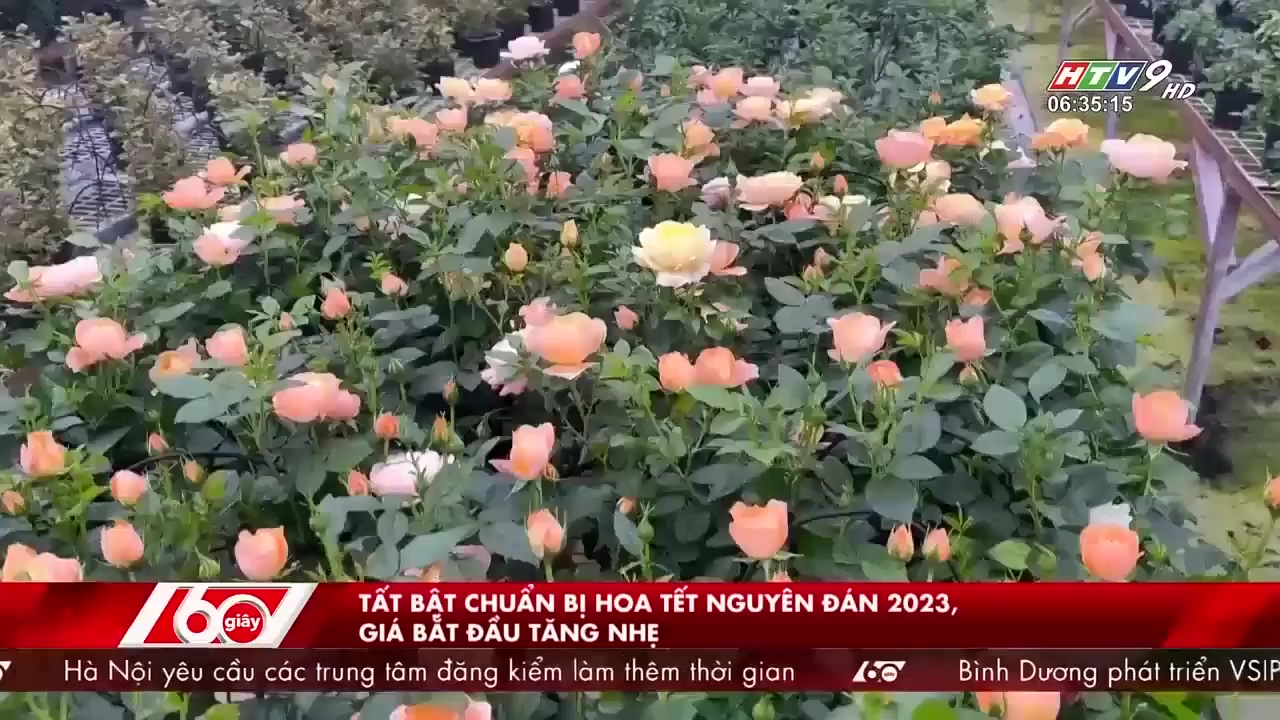 HTV9 HD
06:35:15
60 giây
TẤT BẬT CHUẨN BỊ HOA TẾT NGUYÊN ĐÁN 2023,
GIÁ BẮT ĐẦU TĂNG NHẸ
Hà Nội yêu cầu các trung tâm đăng kiểm làm thêm thời gian 60 giây Bình Dương phát triển VSIP